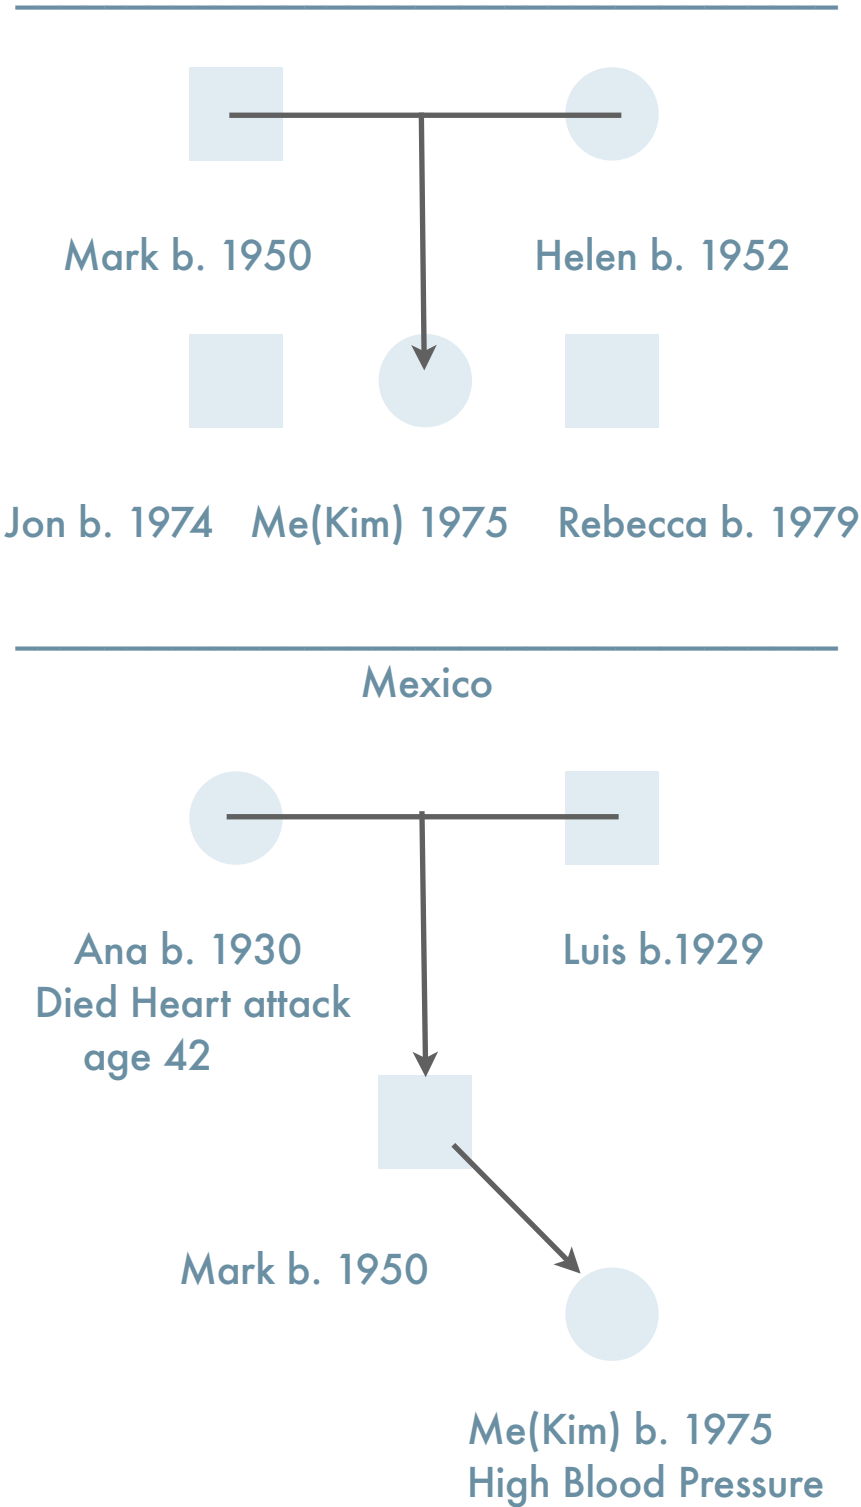 Mark b. 1950
Helen b. 1952
Jon b. 1974
Me(Kim) 1975
Rebecca b. 1979
Mexico
Ana b. 1930
Died Heart attack
age 42
Luis b.1929
Mark b. 1950
Me(Kim) b. 1975
High Blood Pressure